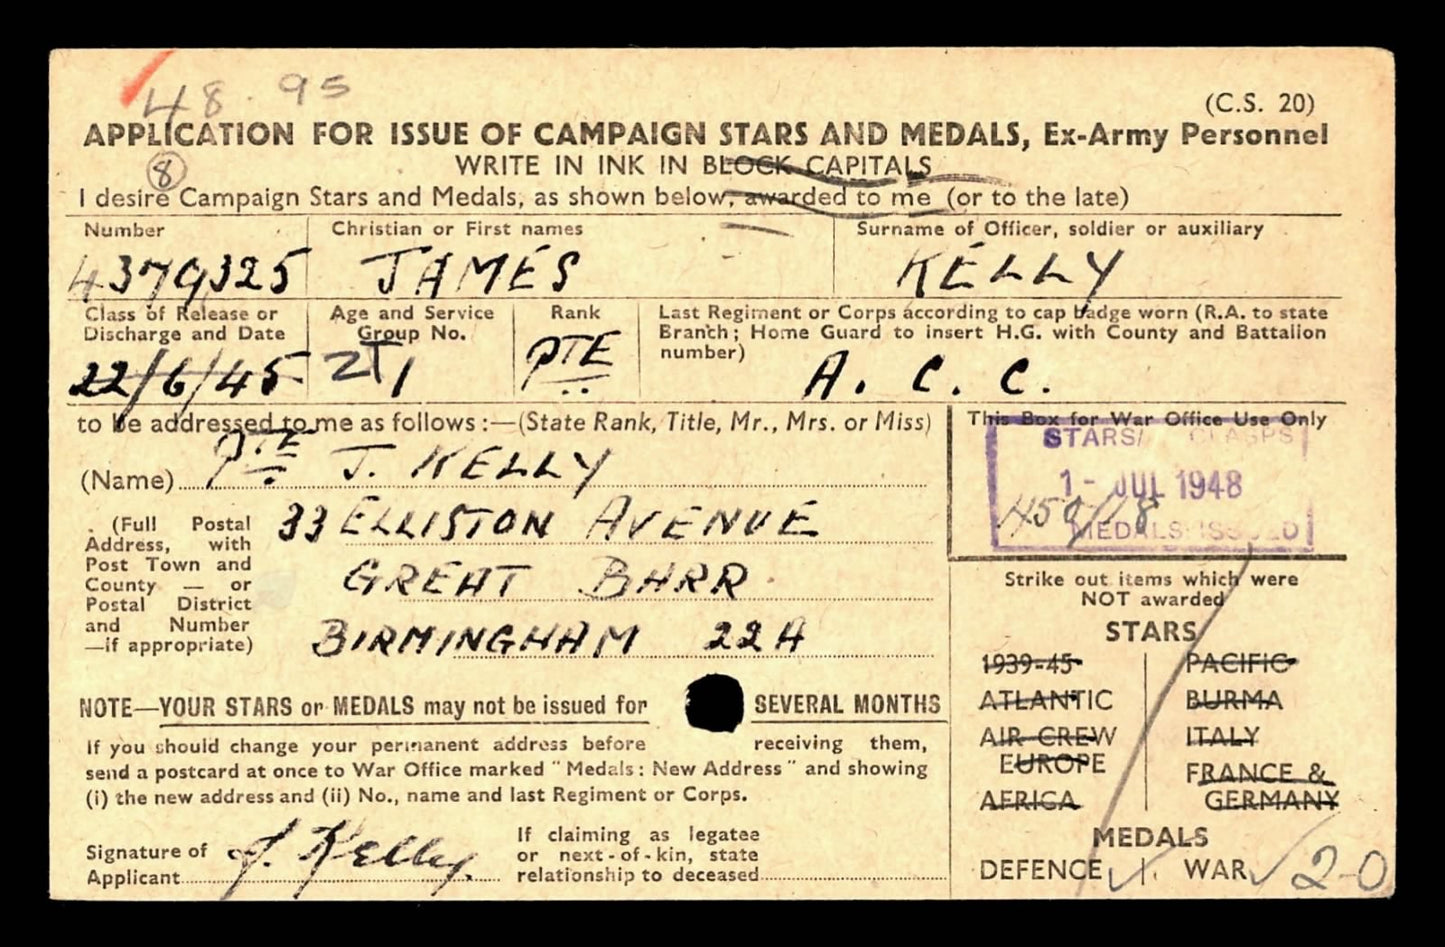 48.95
(C.S. 20)
APPLICATION FOR ISSUE OF CAMPAIGN STARS AND MEDALS, Ex-Army Personnel
(8)
WRITE IN INK IN BLOCK CAPITALS
I desire Campaign Stars and Medals, as shown below, awarded to me (or to the late)
Number
4379325
Christian or First names
JAMES
Surname of Officer, soldier or auxiliary
KELLY
Class of Release or
Discharge and Date
22/6/45
Age and Service
Group No.
Rank
PTE
Last Regiment or Corps according to cap badge worn (R.A. to state
Branch; Home Guard to insert H.G. with County and Battalion
number)
A. C. C.
to be addressed to me as follows:—(State Rank, Title, Mr., Mrs. or Miss)
(Name) PTE J. KELLY
(Full Postal
Address, with
Post Town and
County — or
Postal District
and Number
—if appropriate)
33 ELLISTON AVENUE
GREAT BARR
BIRMINGHAM 22A
This Box for War Office Use Only
STARS/ CLASPS
1- JUL 1948
MEDALS ISSUED
NOTE—YOUR STARS or MEDALS may not be issued for SEVERAL MONTHS
If you should change your permanent address before receiving them,
send a postcard at once to War Office marked "Medals: New Address" and showing
(i) the new address and (ii) No., name and last Regiment or Corps.
Signature of
Applicant
J. Kelly.
If claiming as legatee
or next-of-kin, state
relationship to deceased
Strike out items which were
NOT awarded
STARS
1939-45
ATLANTIC
AIR CREW
EUROPE
AFRICA
PACIFIC
BURMA
ITALY
FRANCE &
GERMANY
MEDALS
DEFENCE
WAR
2-0